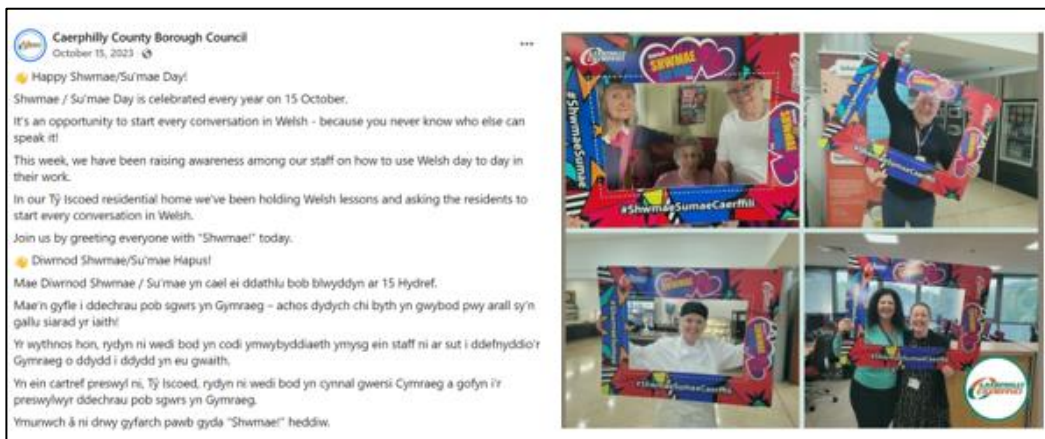 Caerphilly County Borough Council
October 15, 2023
Happy Shwmae/Su'mae Day!
Shwmae / Su'mae Day is celebrated every year on 15 October.
It's an opportunity to start every conversation in Welsh - because you never know who else can
speak it!
This week, we have been raising awareness among our staff on how to use Welsh day to day in
their work.
In our Tŷ Iscoed residential home we've been holding Welsh lessons and asking the residents to
start every conversation in Welsh.
Join us by greeting everyone with "Shwmae!" today.
Diwrnod Shwmae/Su'mae Hapus!
Mae Diwrnod Shwmae / Su'mae yn cael ei ddathlu bob blwyddyn ar 15 Hydref.
Mae'n gyfle i ddechrau pob sgwrs yn Gymraeg – achos dydych chi byth yn gwybod pwy arall sy'n
gallu siarad yr iaith!
Yr wythnos hon, rydyn ni wedi bod yn codi ymwybyddiaeth ymysg ein staff ni ar sut i ddefnyddio'r
Gymraeg o ddydd i ddydd yn eu gwaith.
Yn ein cartref preswyl ni, Tŷ Iscoed, rydyn ni wedi bod yn cynnal gwersi Cymraeg a gofyn i'r
preswylwyr ddechrau pob sgwrs yn Gymraeg.
Ymunwch â ni drwy gyfarch pawb gyda "Shwmae!" heddiw.
SHWMAE
#ShwmaeSumae
SHWMAE
#ShwmaeSumaeCaerffili
#ShwmaeSumaeCaerffili
SHWMAE
#ShwmaeSumaeCaerffili
#ShwmaeSumaeCaerffili
CAERPHILLY
CAERFFILI